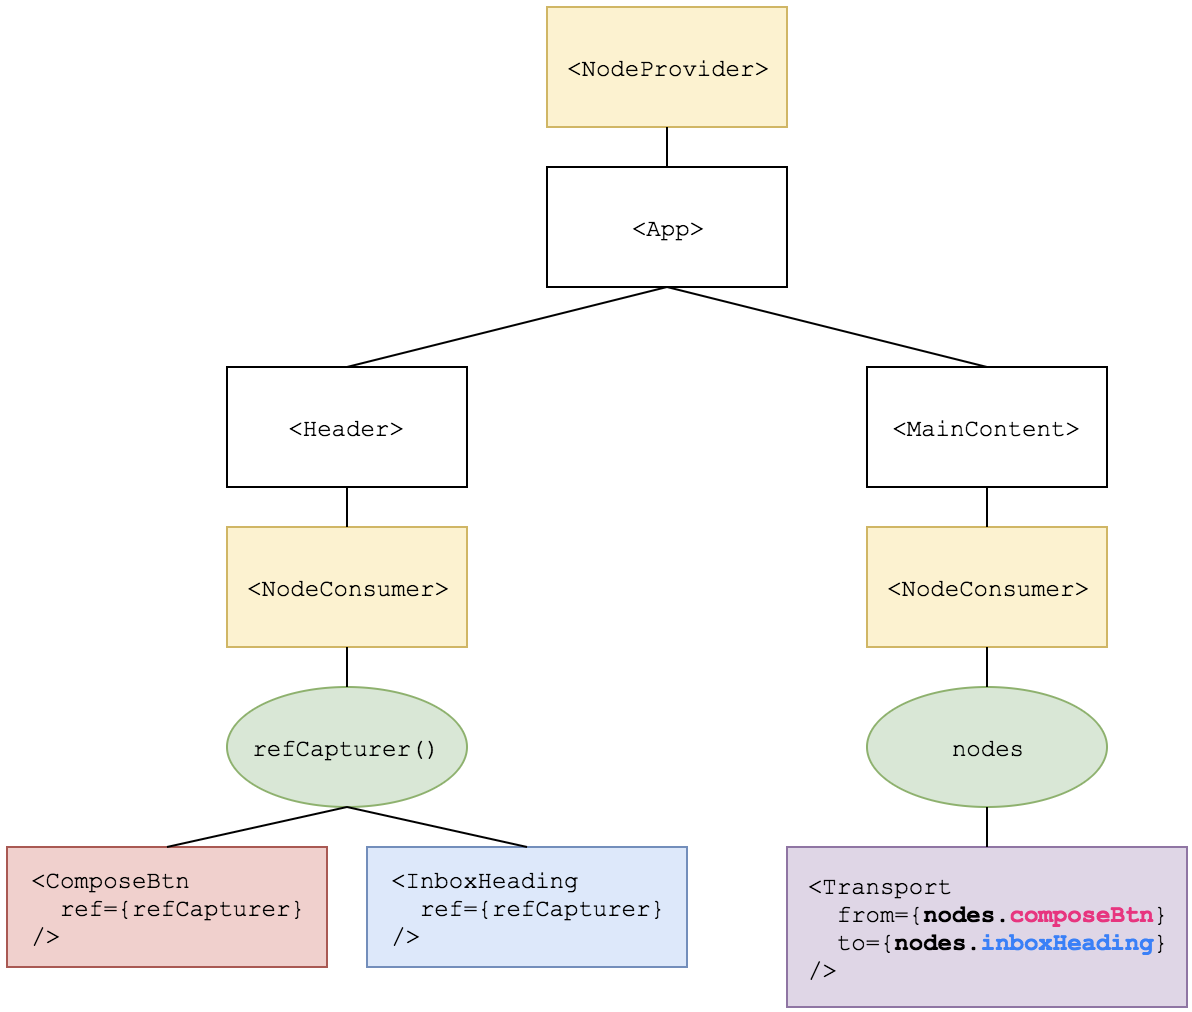 <NodeProvider>
<App>
<Header>
<MainContent>
<NodeConsumer>
<NodeConsumer>
refCapturer()
nodes
<ComposeBtn
ref={refCapturer}
/>
<InboxHeading
ref={refCapturer}
/>
<Transport
from={nodes.composeBtn}
to={nodes.inboxHeading}
/>